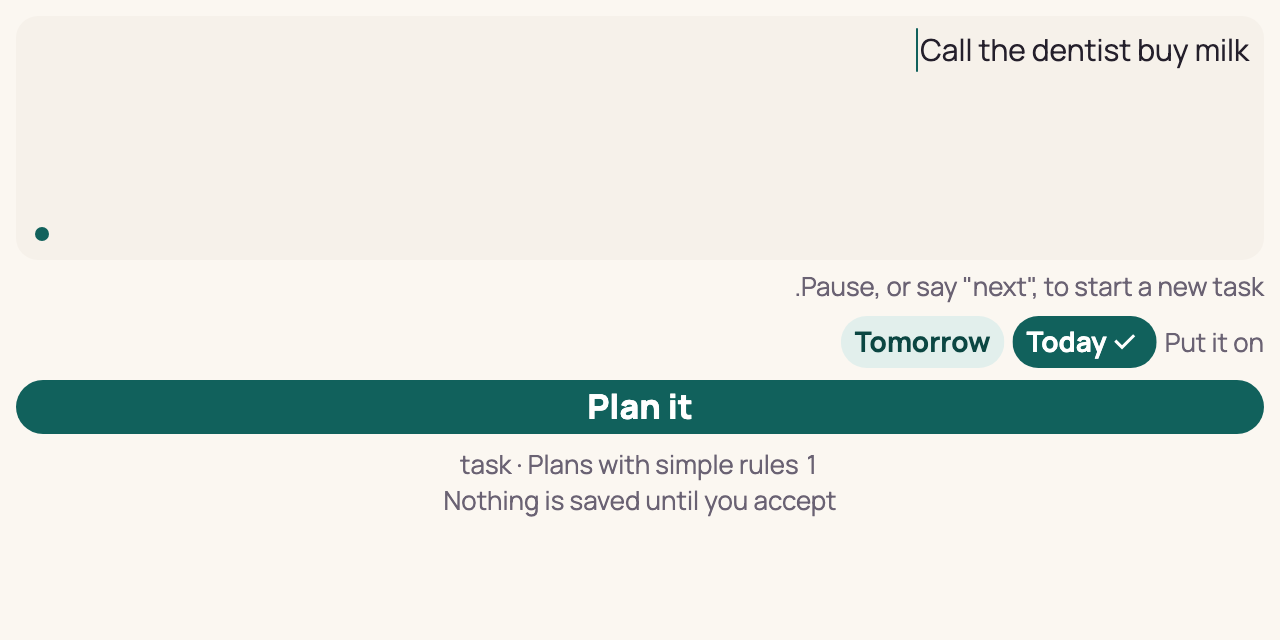 Call the dentist buy milk
.Pause, or say "next", to start a new task
Put it on Today Tomorrow
Plan it
task · Plans with simple rules 1
Nothing is saved until you accept